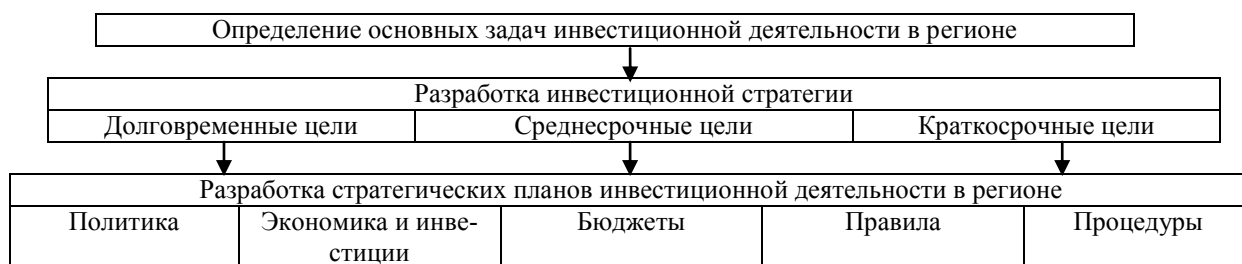 Определение основных задач инвестиционной деятельности в регионе
Разработка инвестиционной стратегии
Долговременные цели
Среднесрочные цели
Краткосрочные цели
Разработка стратегических планов инвестиционной деятельности в регионе
Политика
Экономика и инве-
стиции
Бюджеты
Правила
Процедуры